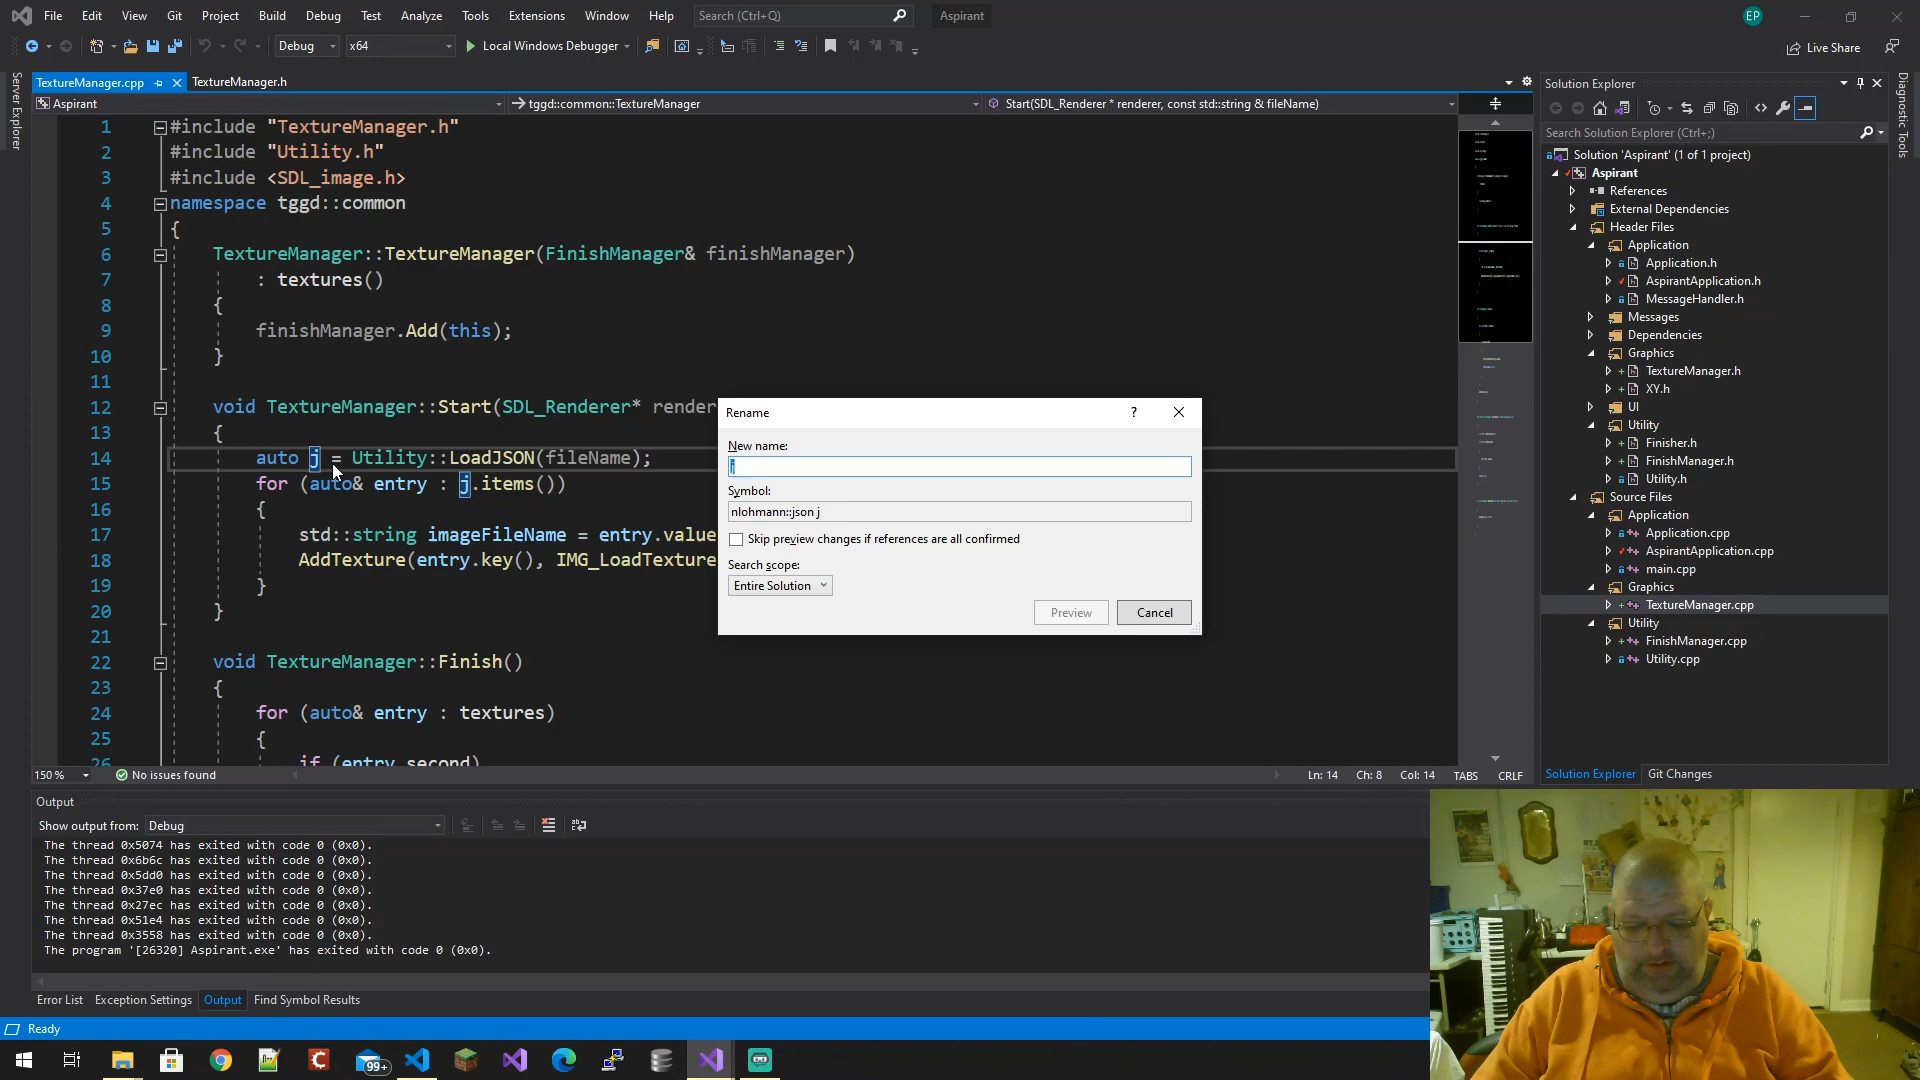 File Edit View Git Project Build Debug Test Analyze Tools Extensions Window Help Search (Ctrl+Q) Aspirant EP
Debug x64 Local Windows Debugger Live Share
Server Explorer
TextureManager.cpp TextureManager.h
Aspirant tggd::common::TextureManager Start(SDL_Renderer * renderer, const std::string & fileName)
1 #include "TextureManager.h"
2 #include "Utility.h"
3 #include <SDL_image.h>
4 namespace tggd::common
5 {
6 TextureManager::TextureManager(FinishManager& finishManager)
7 : textures()
8 {
9 finishManager.Add(this);
10 }
11
12 void TextureManager::Start(SDL_Renderer* render
13 {
14 auto j = Utility::LoadJSON(fileName);
15 for (auto& entry : j.items())
16 {
17 std::string imageFileName = entry.value
18 AddTexture(entry.key(), IMG_LoadTexture
19 }
20 }
21
22 void TextureManager::Finish()
23 {
24 for (auto& entry : textures)
25 {
26 if (entry.second)
150 % No issues found Ln: 14 Ch: 8 Col: 14 TABS CRLF
Rename
?
New name:
j
Symbol:
nlohmann::json j
Skip preview changes if references are all confirmed
Search scope:
Entire Solution
Preview Cancel
Solution Explorer
Search Solution Explorer (Ctrl+;)
Solution 'Aspirant' (1 of 1 project)
Aspirant
References
External Dependencies
Header Files
Application
Application.h
AspirantApplication.h
MessageHandler.h
Messages
Dependencies
Graphics
TextureManager.h
XY.h
UI
Utility
Finisher.h
FinishManager.h
Utility.h
Source Files
Application
Application.cpp
AspirantApplication.cpp
main.cpp
Graphics
TextureManager.cpp
Utility
FinishManager.cpp
Utility.cpp
Solution Explorer Git Changes
Diagnostic Tools
Output
Show output from: Debug
The thread 0x5074 has exited with code 0 (0x0).
The thread 0x6b6c has exited with code 0 (0x0).
The thread 0x5dd0 has exited with code 0 (0x0).
The thread 0x37e0 has exited with code 0 (0x0).
The thread 0x27ec has exited with code 0 (0x0).
The thread 0x51e4 has exited with code 0 (0x0).
The thread 0x3558 has exited with code 0 (0x0).
The program '[26320] Aspirant.exe' has exited with code 0 (0x0).
Error List Exception Settings Output Find Symbol Results
Ready
99+